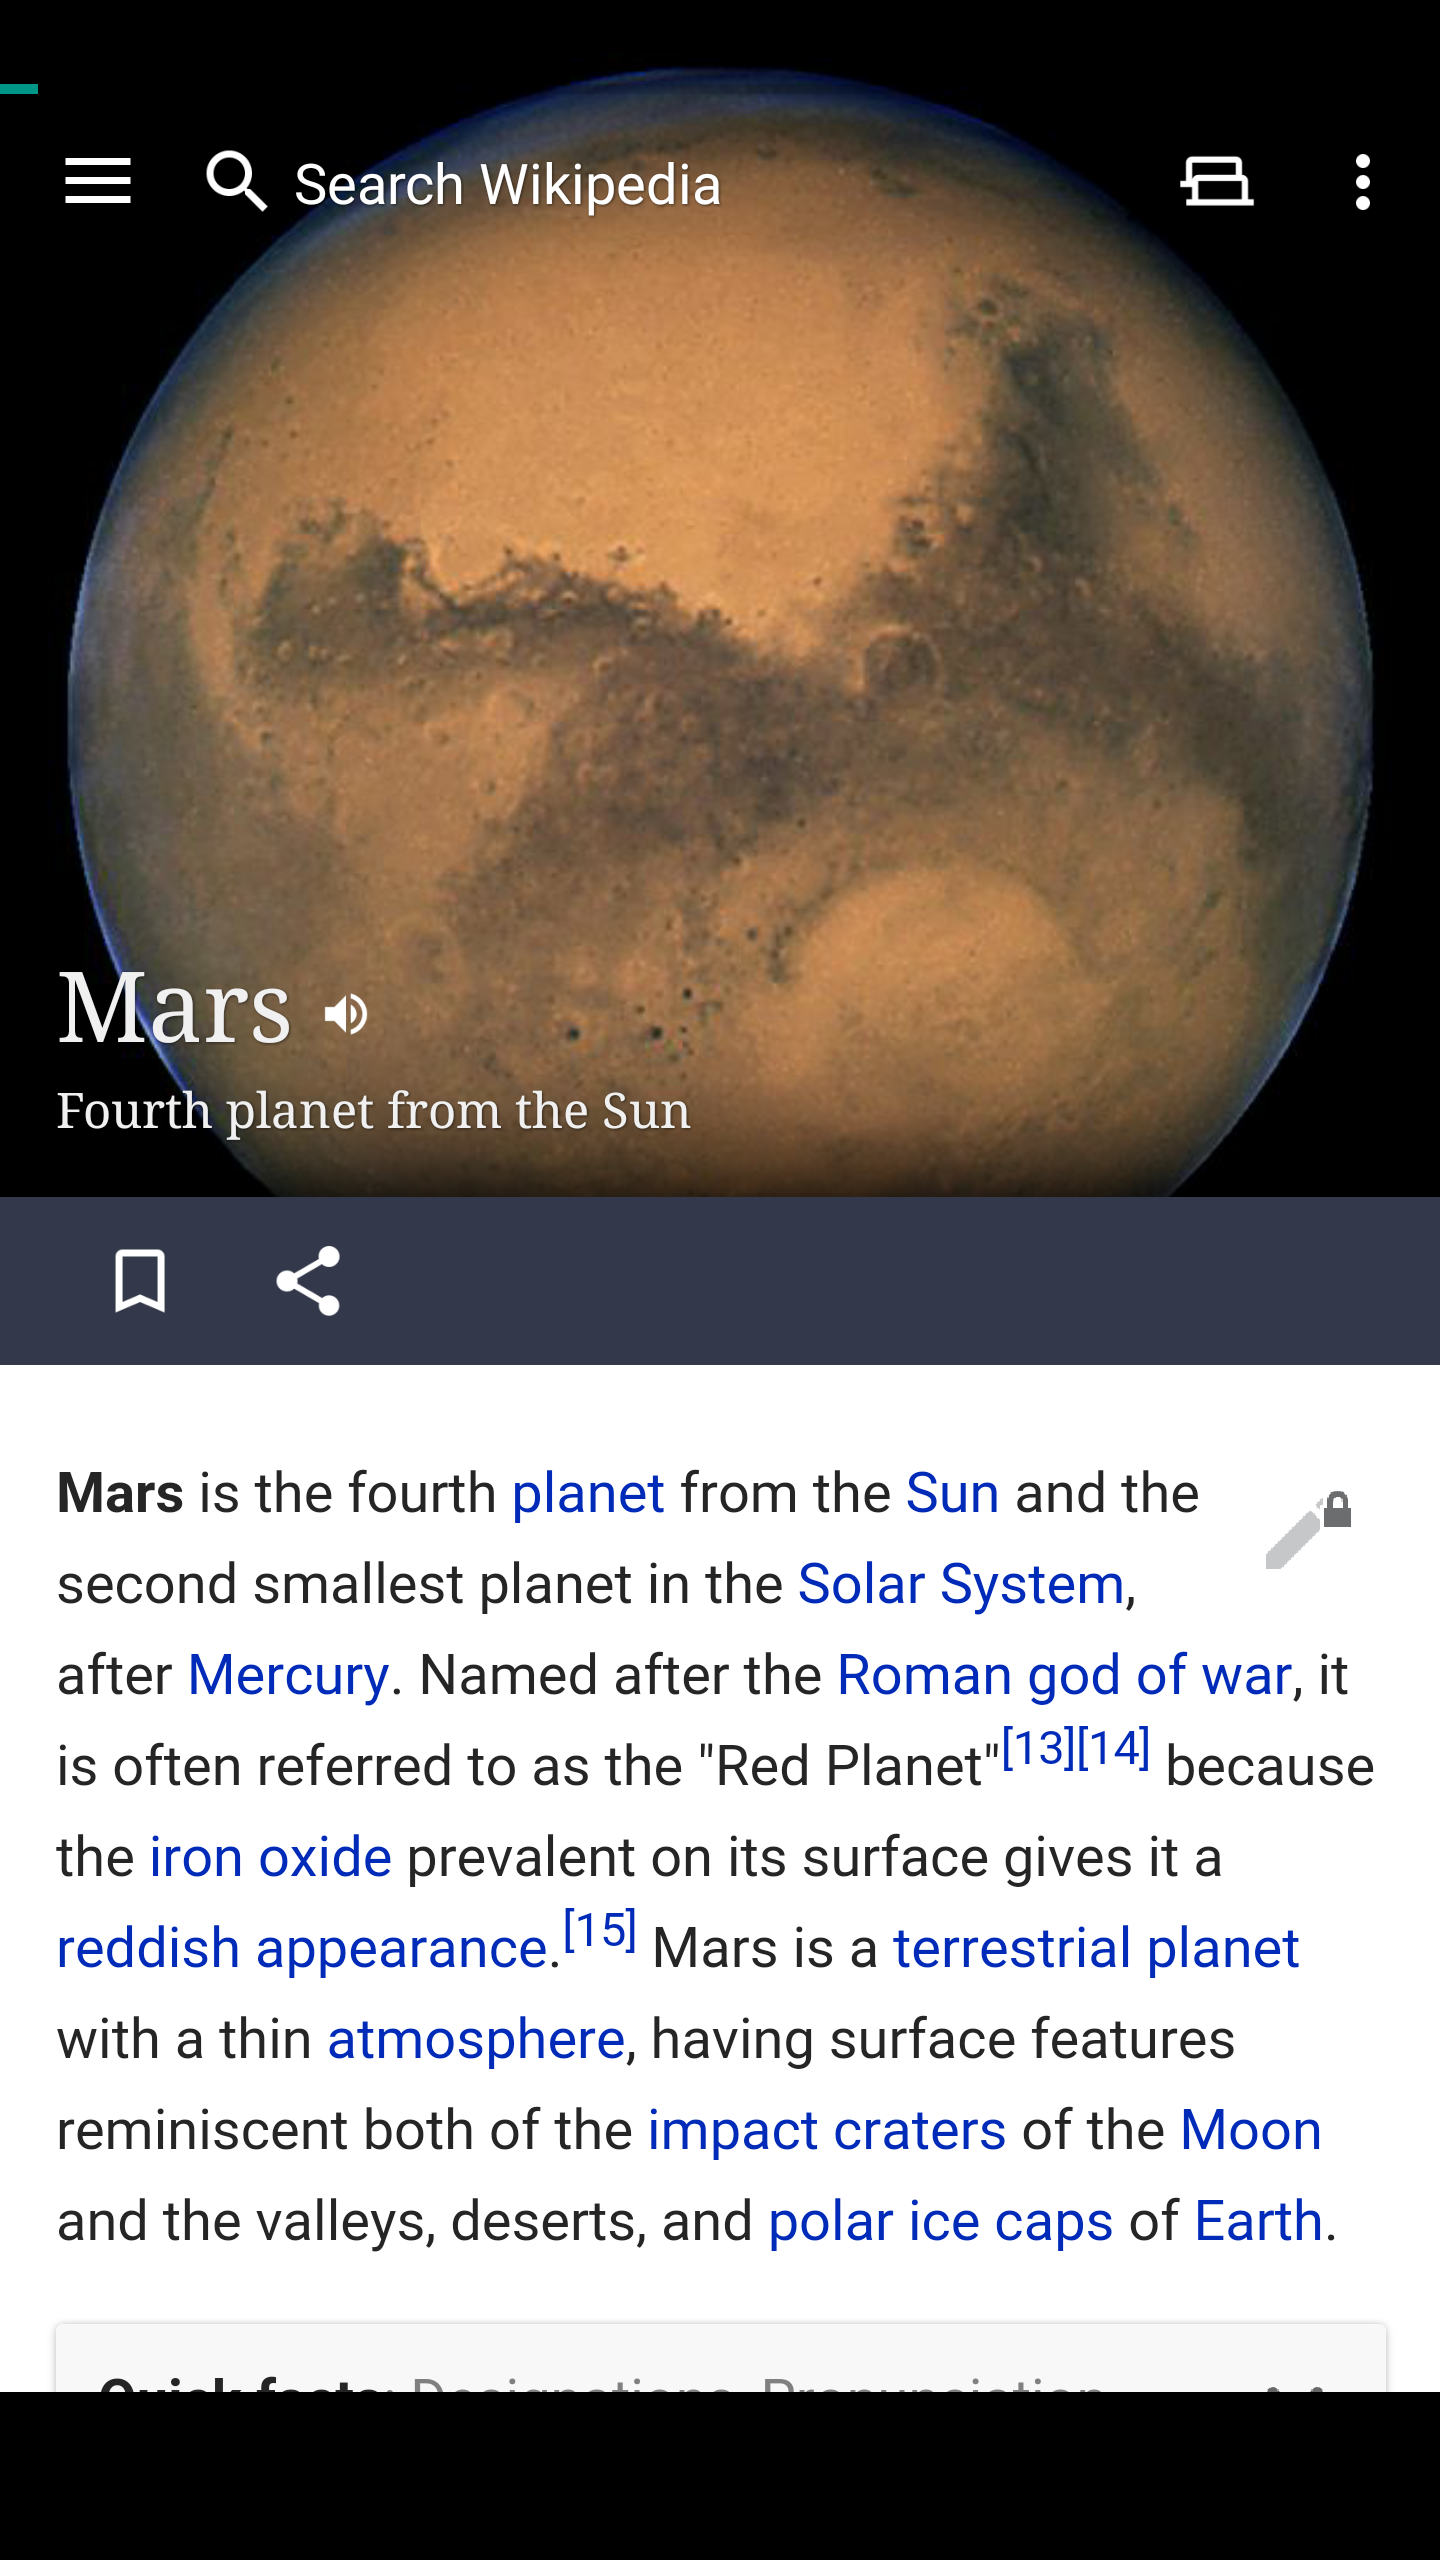 Search Wikipedia
Mars
Fourth planet from the Sun
Mars is the fourth planet from the Sun and the
second smallest planet in the Solar System,
after Mercury. Named after the Roman god of war, it
is often referred to as the "Red Planet"[13][14] because
the iron oxide prevalent on its surface gives it a
reddish appearance.[15] Mars is a terrestrial planet
with a thin atmosphere, having surface features
reminiscent both of the impact craters of the Moon
and the valleys, deserts, and polar ice caps of Earth.
Quick facts: Designations, Pronunciation